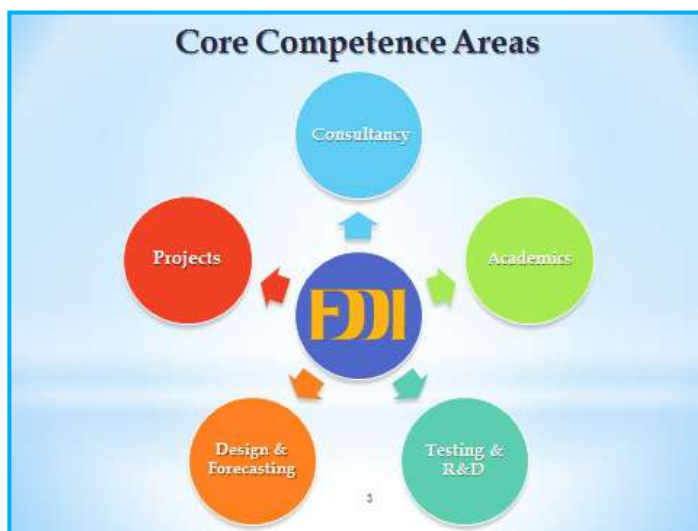 Core Competence Areas
Consultancy
Projects
Academics
FDDI
Design &
Forecasting
Testing &
R&D
3